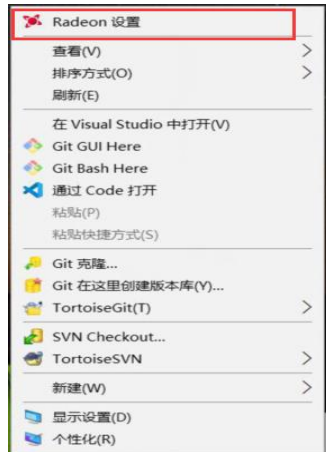 Radeon 设置
查看(V)
排序方式(O)
刷新(E)
在 Visual Studio 中打开(V)
Git GUI Here
Git Bash Here
通过 Code 打开
粘贴(P)
粘贴快捷方式(S)
Git 克隆...
Git 在这里创建版本库(Y)...
TortoiseGit(T)
SVN Checkout...
TortoiseSVN
新建(W)
显示设置(D)
个性化(R)